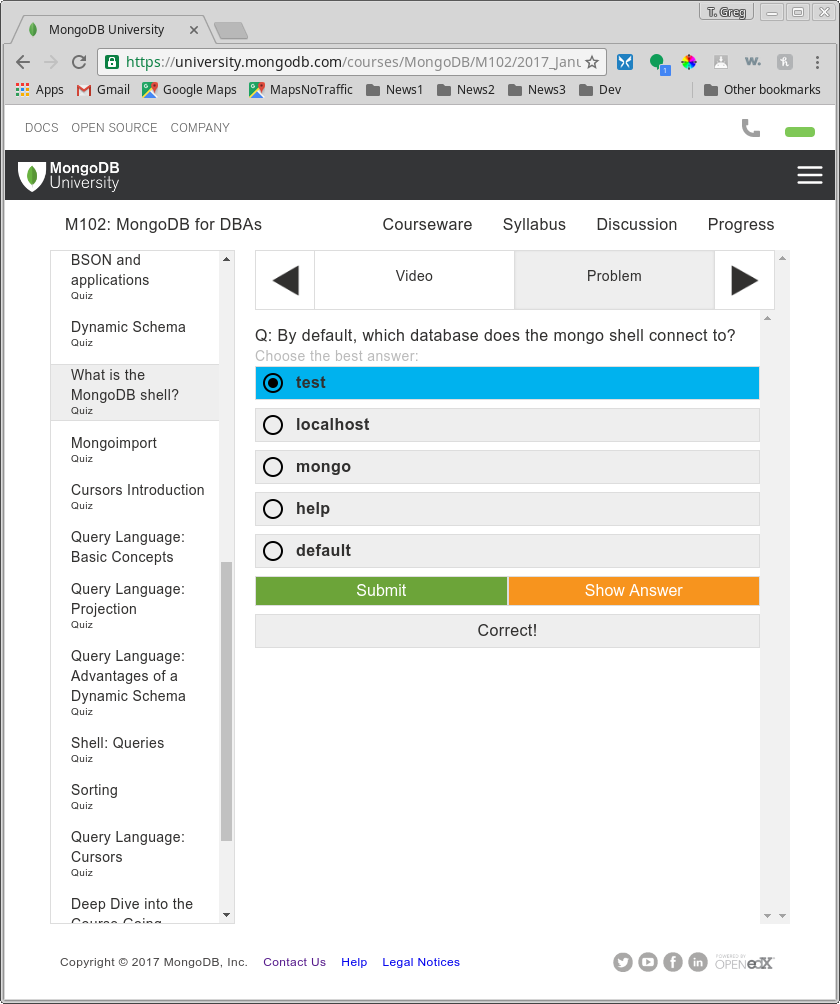 T. Greg
MongoDB University
https://university.mongodb.com/courses/MongoDB/M102/2017_Janu
1
w.
Apps Gmail Google Maps MapsNoTraffic News1 News2 News3 Dev Other bookmarks
DOCS OPEN SOURCE COMPANY
MongoDB
University
M102: MongoDB for DBAs Courseware Syllabus Discussion Progress
BSON and
applications
Quiz
Dynamic Schema
Quiz
What is the
MongoDB shell?
Quiz
Mongoimport
Quiz
Cursors Introduction
Quiz
Query Language:
Basic Concepts
Query Language:
Projection
Quiz
Query Language:
Advantages of a
Dynamic Schema
Quiz
Shell: Queries
Quiz
Sorting
Quiz
Query Language:
Cursors
Quiz
Deep Dive into the
Course Going
Video Problem
Q: By default, which database does the mongo shell connect to?
Choose the best answer:
test
localhost
mongo
help
default
Submit Show Answer
Correct!
Copyright © 2017 MongoDB, Inc. Contact Us Help Legal Notices
POWERED BY
OPEN edX